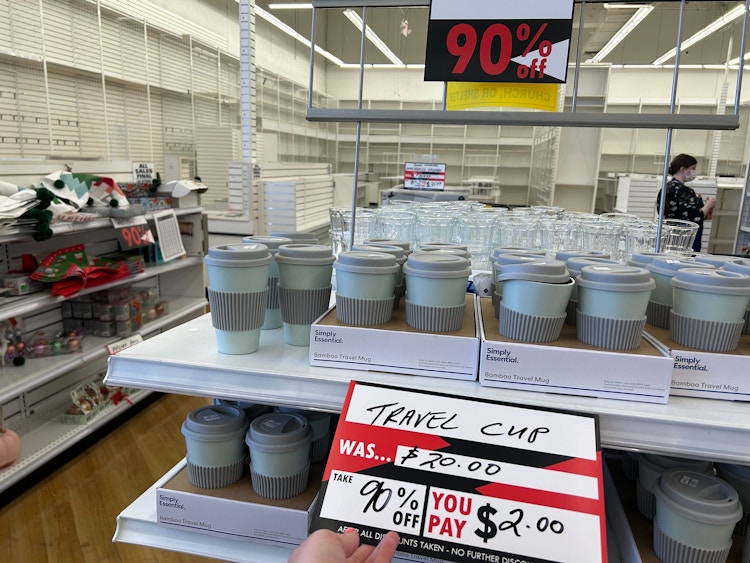 90%
off
CHURCH, OR SHELTE
ALL
SALES
FINAL
90%
Simply
Essential.
Bamboo Travel Mug
Simply
Essential.
Bamboo Travel Mug
Simply
Essential.
Bamboo Travel Mug
TRAVEL CUP
WAS... $20.00
TAKE
90%
OFF
YOU
PAY $2.00
AFTER ALL DISCOUNTS TAKEN - NO FURTHER DISCO
Simply
Essential.
Bamboo Travel Mug